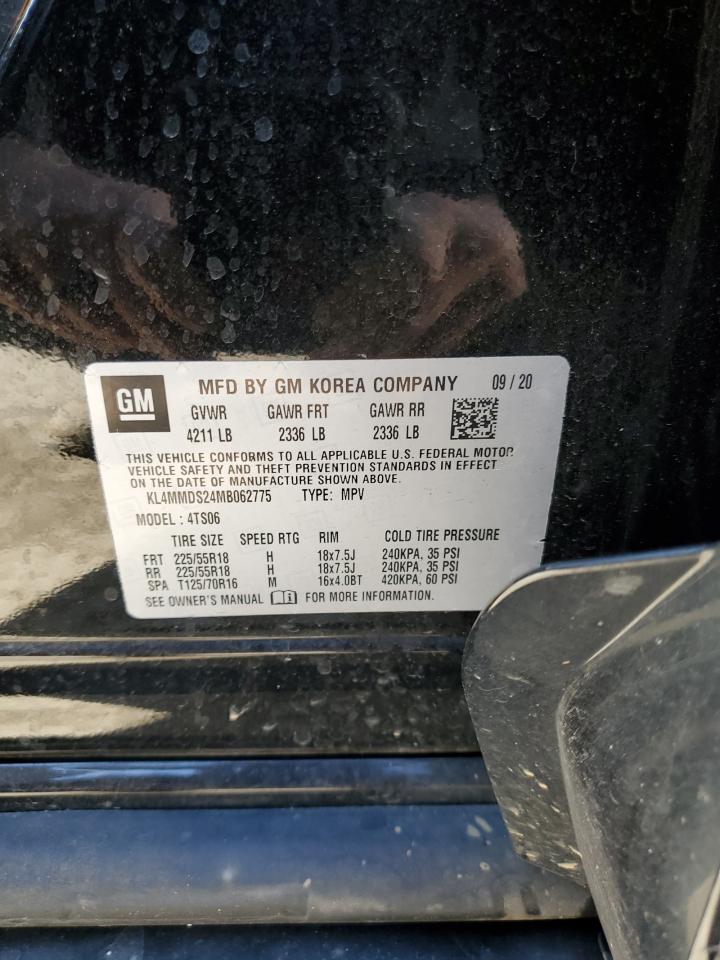 GM
MFD BY GM KOREA COMPANY 09 / 20
GVWR GAWR FRT GAWR RR
4211 LB 2336 LB 2336 LB
THIS VEHICLE CONFORMS TO ALL APPLICABLE U.S. FEDERAL MOTOR
VEHICLE SAFETY AND THEFT PREVENTION STANDARDS IN EFFECT
ON THE DATE OF MANUFACTURE SHOWN ABOVE.
KL4MMDS24MB062775 TYPE: MPV
MODEL : 4TS06
TIRE SIZE SPEED RTG RIM COLD TIRE PRESSURE
FRT 225/55R18 H 18x7.5J 240KPA, 35 PSI
RR 225/55R18 H 18x7.5J 240KPA, 35 PSI
SPA T125/70R16 M 16x4.0BT 420KPA, 60 PSI
SEE OWNER'S MANUAL FOR MORE INFORMATION.